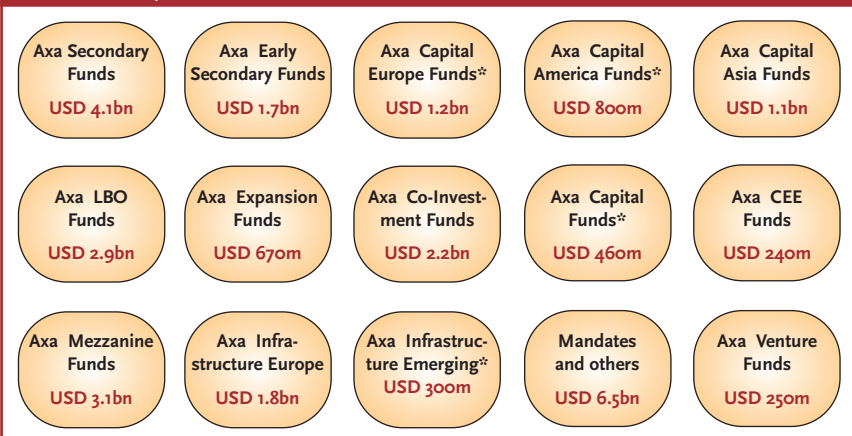 Axa Secondary
Funds
USD 4.1bn
Axa Early
Secondary Funds
USD 1.7bn
Axa Capital
Europe Funds*
USD 1.2bn
Axa Capital
America Funds*
USD 800m
Axa Capital
Asia Funds
USD 1.1bn
Axa LBO
Funds
USD 2.9bn
Axa Expansion
Funds
USD 670m
Axa Co-Invest-
ment Funds
USD 2.2bn
Axa Capital
Funds*
USD 460m
Axa CEE
Funds
USD 240m
Axa Mezzanine
Funds
USD 3.1bn
Axa Infra-
structure Europe
USD 1.8bn
Axa Infrastruc-
ture Emerging*
USD 300m
Mandates
and others
USD 6.5bn
Axa Venture
Funds
USD 250m